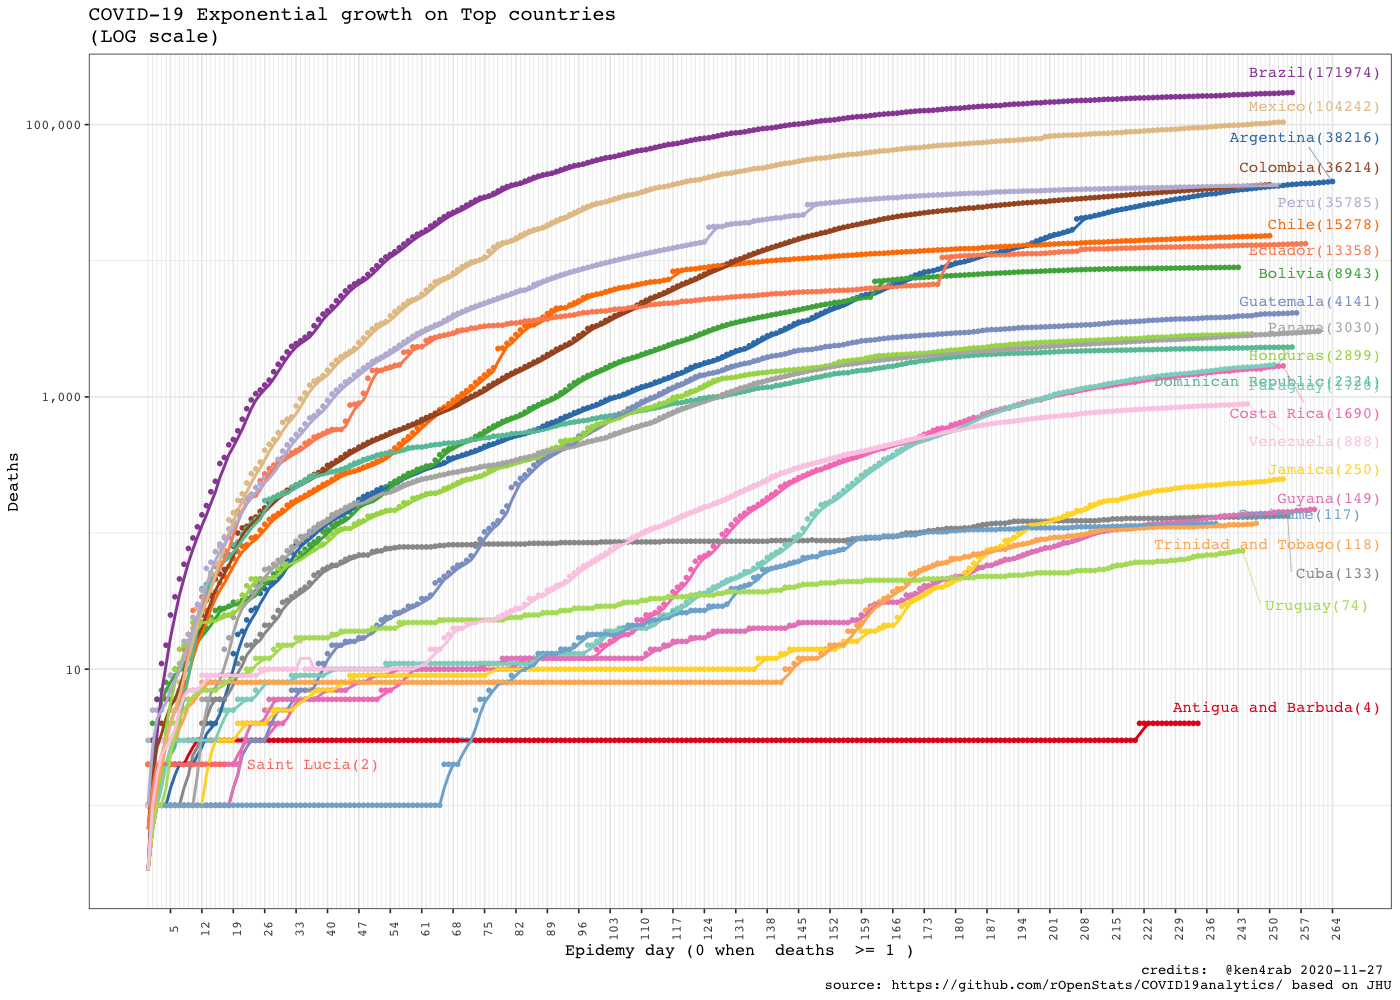 COVID-19 Exponential growth on Top countries
(LOG scale)
Brazil(171974)
Mexico(104242)
100,000
Argentina(38216)
Colombia(36214)
Peru(35785)
Chile(15278)
Ecuador(13358)
Bolivia(8943)
Guatemala(4141)
Panama(3030)
Honduras(2899)
Dominican Republic(2324)
1,000
Costa Rica(1690)
Venezuela(888)
Jamaica(250)
Deaths
Guyana(149)
Suriname(117)
Trinidad and Tobago(118)
Cuba(133)
Uruguay(74)
10
Antigua and Barbuda(4)
Saint Lucia(2)
5 12 19 26 33 40 47 54 61 68 75 82 89 96 103 110 117 124 131 138 145 152 159 166 173 180 187 194 201 208 215 222 229 236 243 250 257 264
Epidemy day (0 when  deaths  >= 1 )
credits:  @ken4rab 2020-11-27
source: https://github.com/rOpenStats/COVID19analytics/ based on JHU